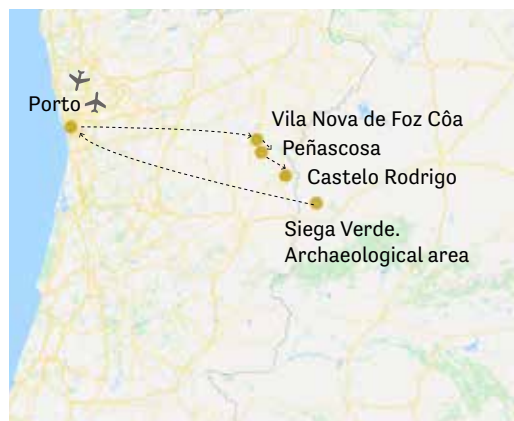 Porto
Vila Nova de Foz Côa
Peñascosa
Castelo Rodrigo
Siega Verde.
Archaeological area